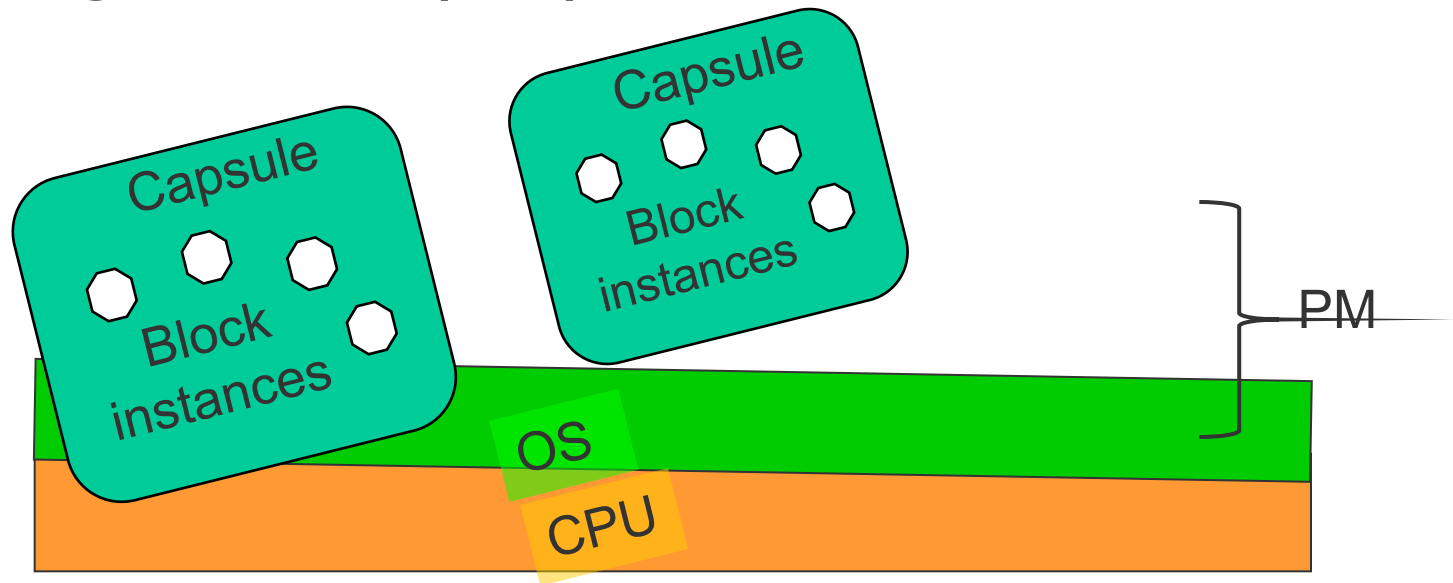 Capsule
Block
instances
Capsule
Block
instances
PM
OS
CPU